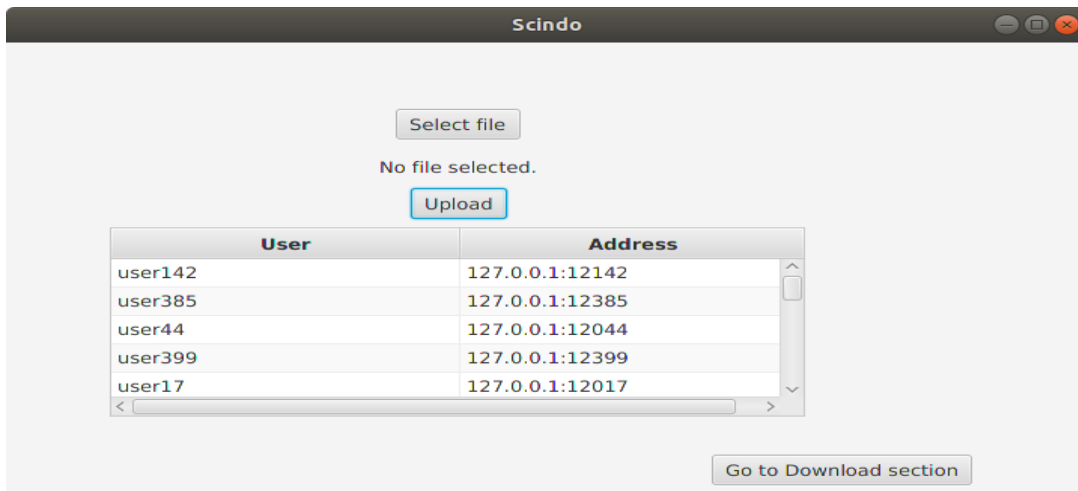 Scindo
Select file
No file selected.
Upload
User Address
user142 127.0.0.1:12142
user385 127.0.0.1:12385
user44 127.0.0.1:12044
user399 127.0.0.1:12399
user17 127.0.0.1:12017
Go to Download section